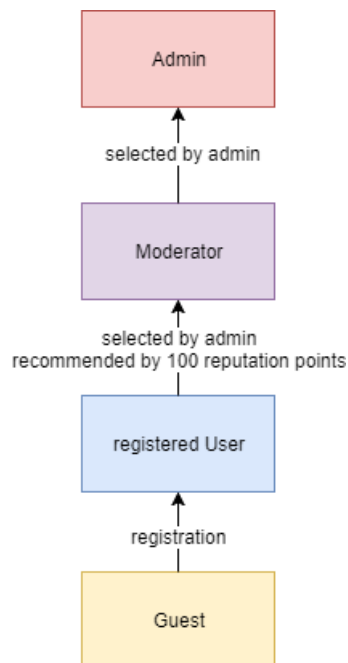 Admin
selected by admin
Moderator
selected by admin
recommended by 100 reputation points
registered User
registration
Guest